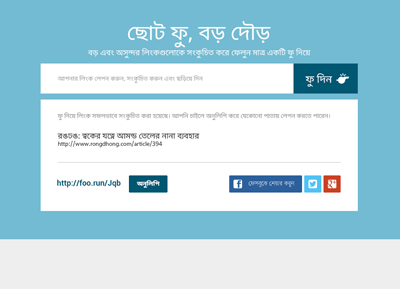 ছোট ফু, বড় দৌড়
বড় এবং অসুন্দর লিংকগুলোকে সংকুচিত করে ফেলুন মাত্র একটি ফু দিয়ে
আপনার লিংক পেলন করুন, সংকুচিত করুন এবং ছড়িয়ে দিন
ফু দিন
ফু দিয়ে লিংক সফলভাবে সংকুচিত করা হয়েছে। আপনি চাইলে অনুলিপি করে যেকোনো পাতায় পেলন করতে পারেন।
রঙঢঙ: ত্বকের যত্নে আমন্ড তেলের নানা ব্যবহার
http://www.rongdhong.com/article/394
http://foo.run/Jqb
অনুলিপি
ফেসবুকে শেয়ার করুন